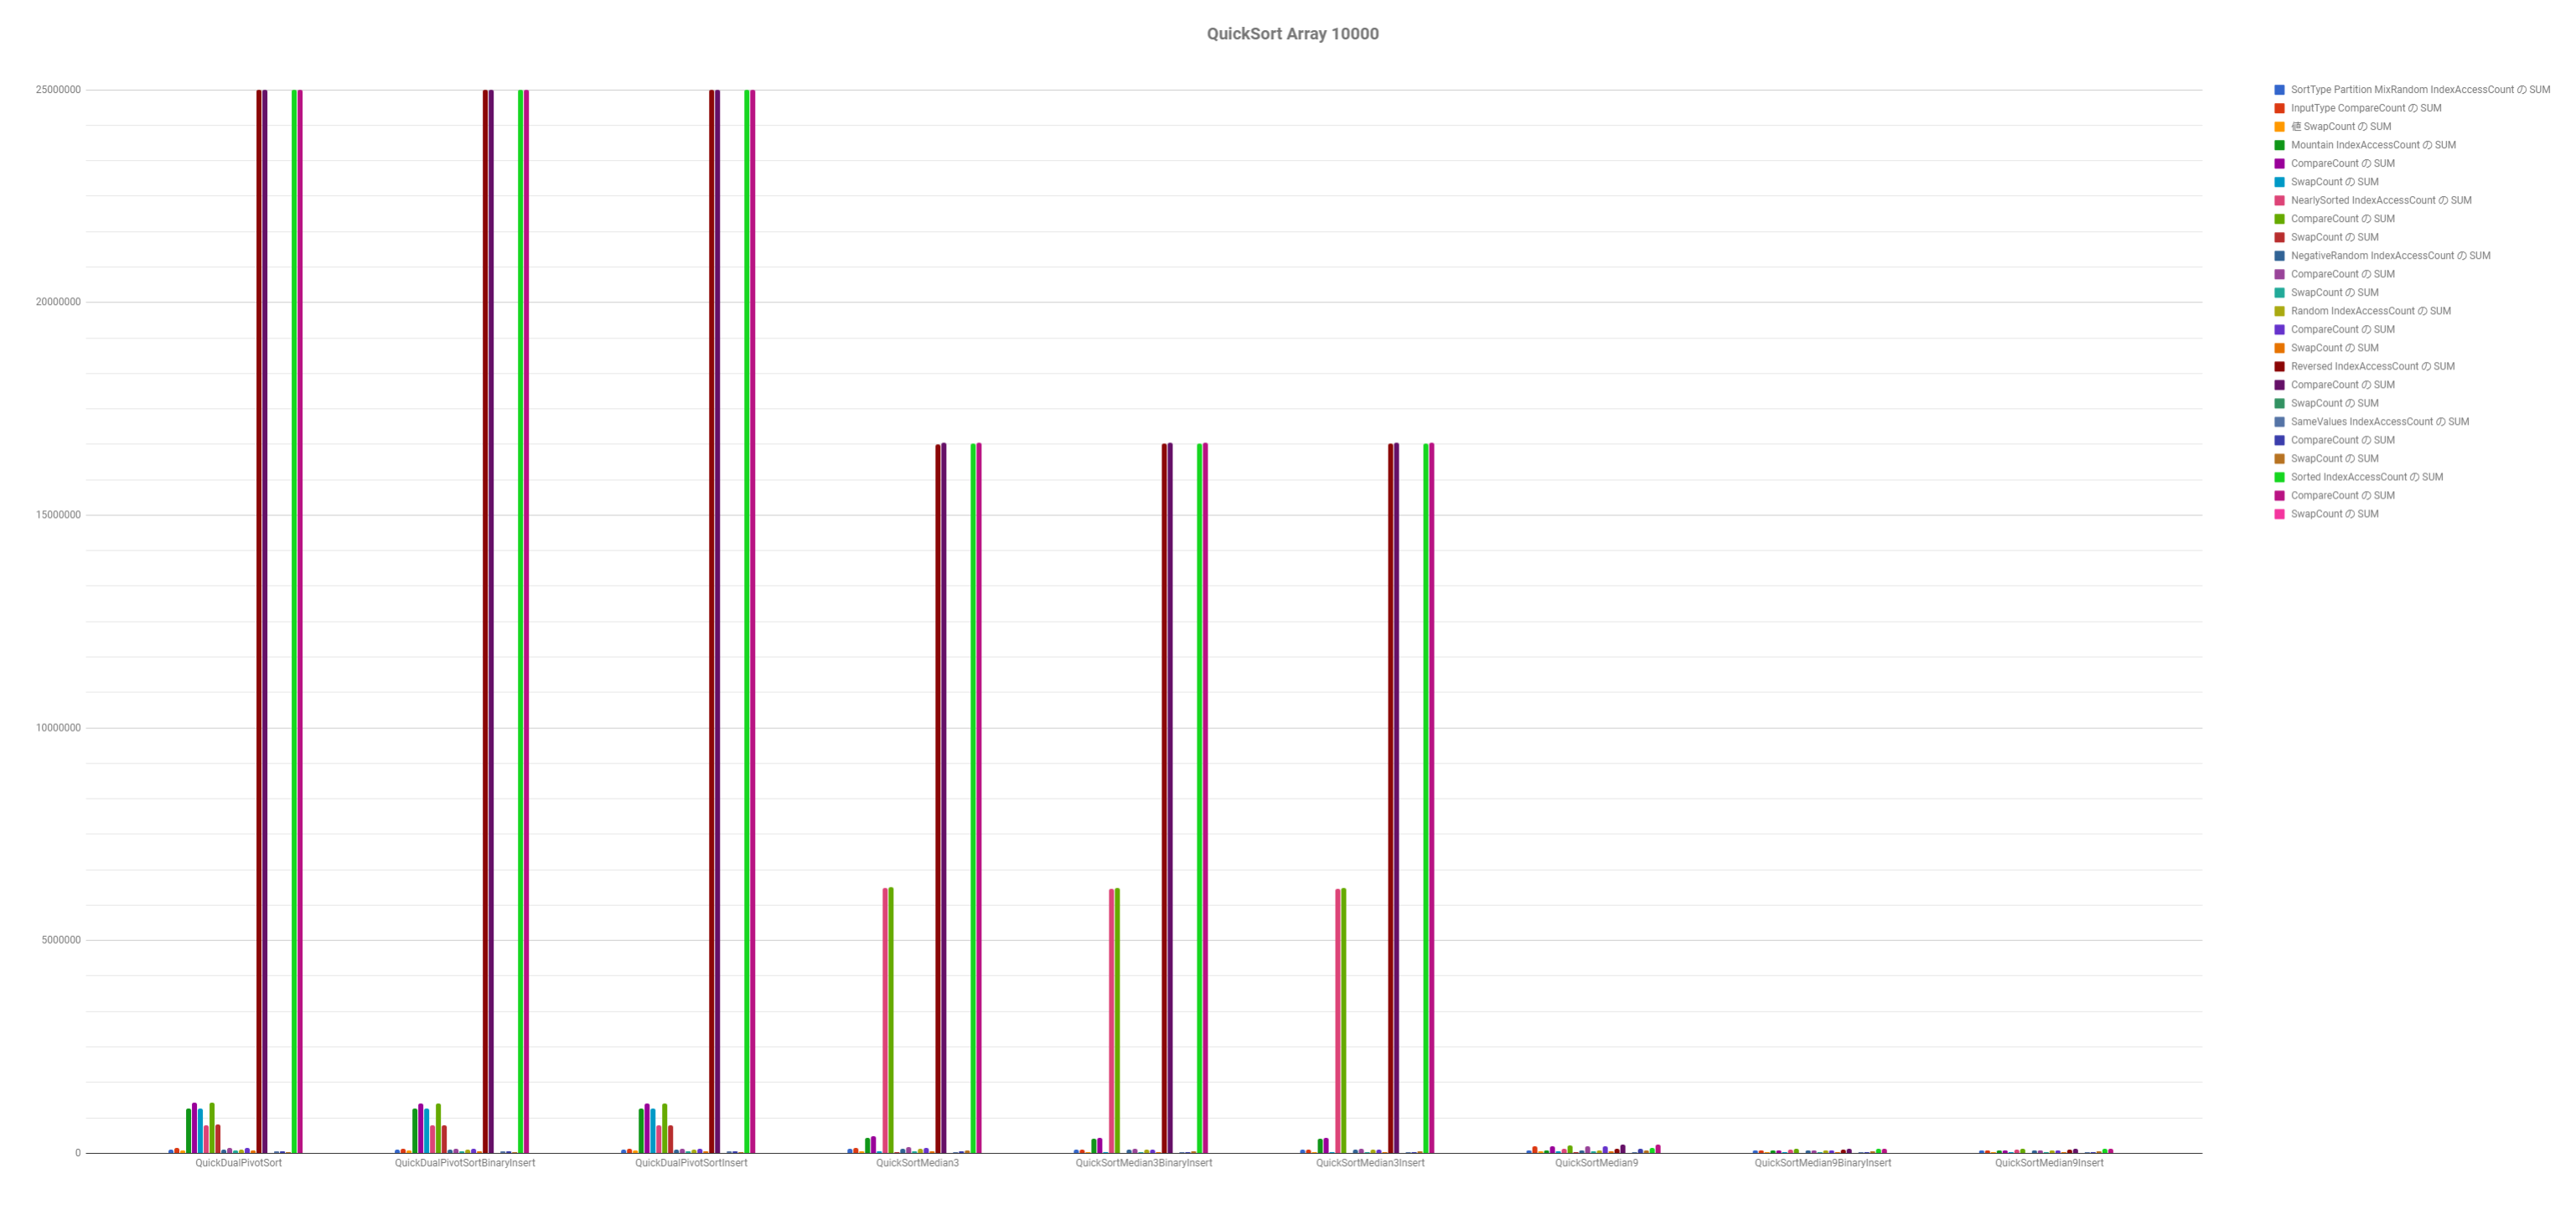 QuickSort Array 10000
25000000
20000000
15000000
10000000
5000000
0
QuickDualPivotSort
QuickDualPivotSortBinaryInsert
QuickDualPivotSortInsert
QuickSortMedian3
QuickSortMedian3BinaryInsert
QuickSortMedian3Insert
QuickSortMedian9
QuickSortMedian9BinaryInsert
QuickSortMedian9Insert
SortType Partition MixRandom IndexAccessCount の SUM
InputType CompareCount の SUM
値 SwapCount の SUM
Mountain IndexAccessCount の SUM
CompareCount の SUM
SwapCount の SUM
NearlySorted IndexAccessCount の SUM
CompareCount の SUM
SwapCount の SUM
NegativeRandom IndexAccessCount の SUM
CompareCount の SUM
SwapCount の SUM
Random IndexAccessCount の SUM
CompareCount の SUM
SwapCount の SUM
Reversed IndexAccessCount の SUM
CompareCount の SUM
SwapCount の SUM
SameValues IndexAccessCount の SUM
CompareCount の SUM
SwapCount の SUM
Sorted IndexAccessCount の SUM
CompareCount の SUM
SwapCount の SUM